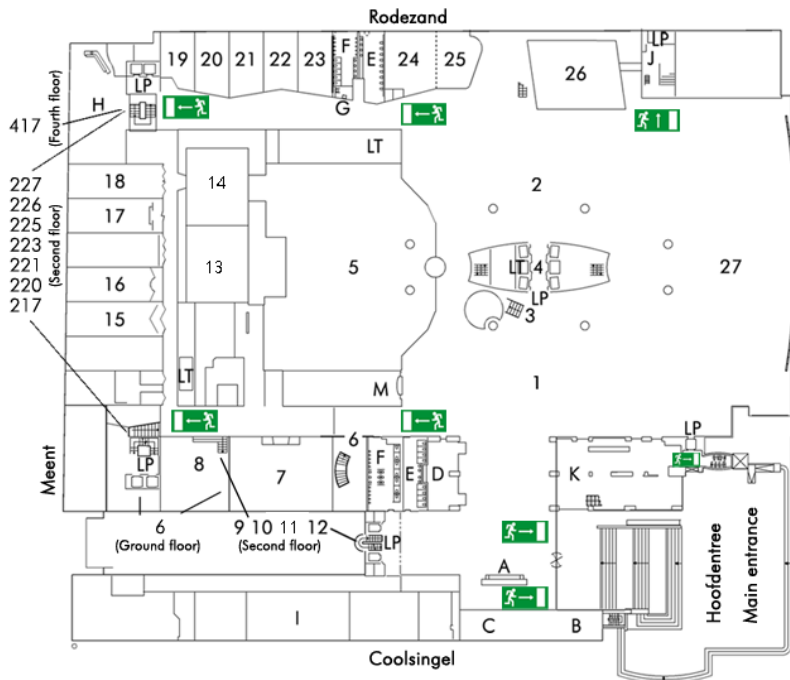 Rodezand
19 20 21 22 23 F E 24 25
LP
J
26
LP
H
G
417
(Fourth floor)
LT
227
226
225
223
221
220
217
(Second floor)
18
14
2
17
13
5
LT 4
27
16
LP
3
15
LT
M
1
6
LP
Meent
LP
8
7
F
E
D
K
6
(Ground floor)
9 10 11 12
(Second floor)
LP
A
Hoofdentree
Main entrance
I
C
B
Coolsingel